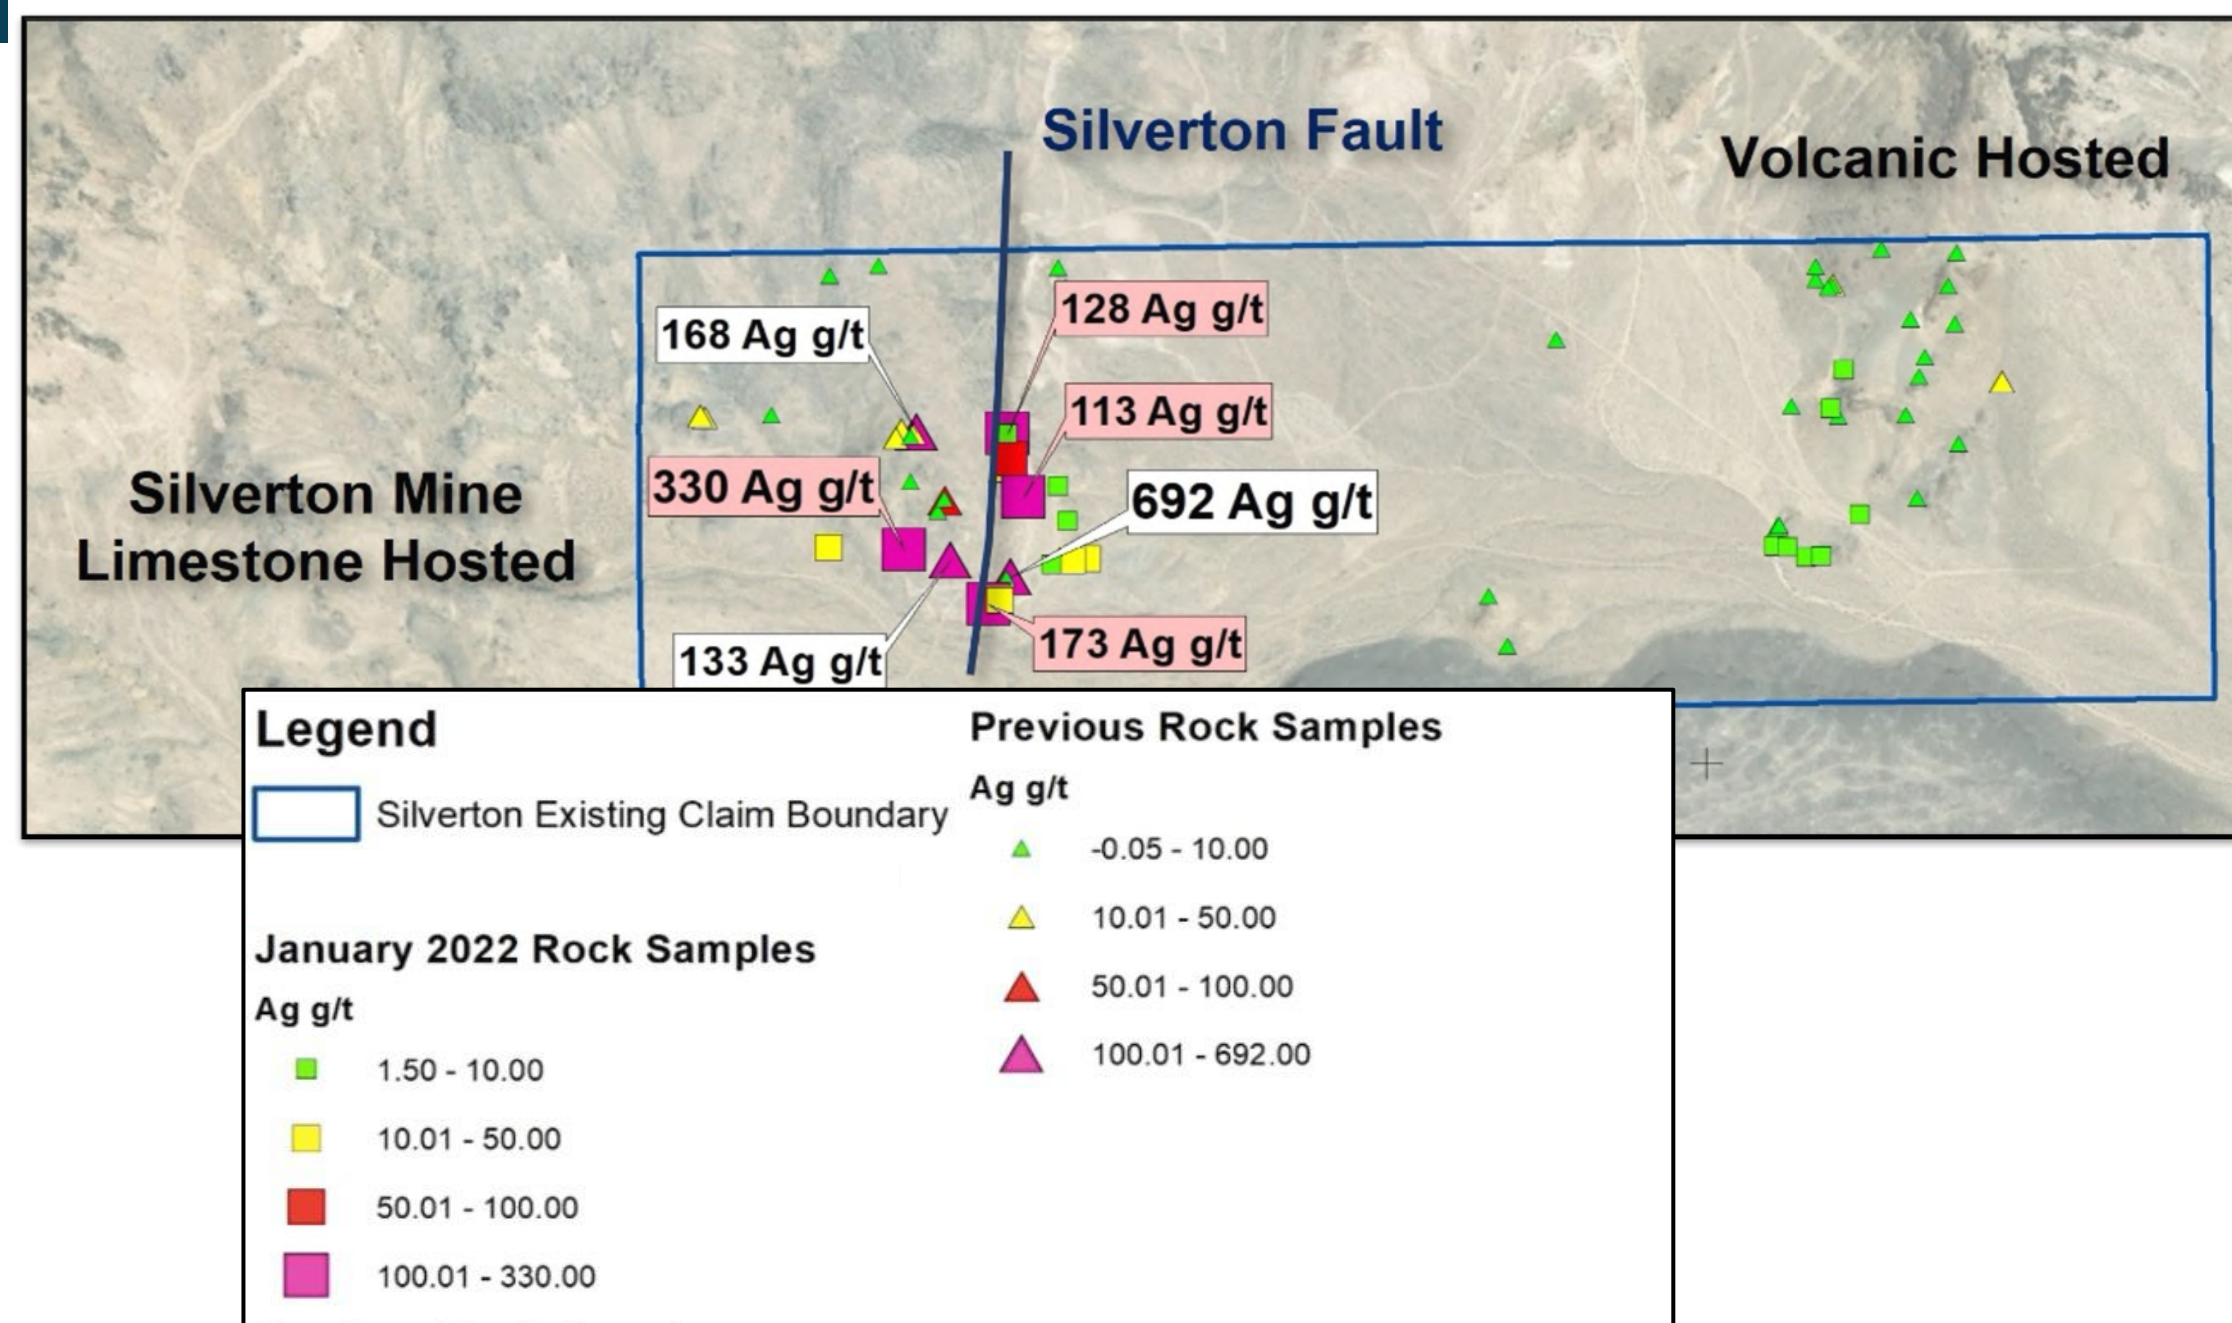 Silverton Fault
Volcanic Hosted
128 Ag g/t
168 Ag g/t
113 Ag g/t
330 Ag g/t
692 Ag g/t
Silverton Mine
Limestone Hosted
173 Ag g/t
133 Ag g/t
Legend
Silverton Existing Claim Boundary
January 2022 Rock Samples
Ag g/t
1.50 - 10.00
10.01 - 50.00
50.01 - 100.00
100.01 - 330.00
Previous Rock Samples
Ag g/t
-0.05 - 10.00
10.01 - 50.00
50.01 - 100.00
100.01 - 692.00